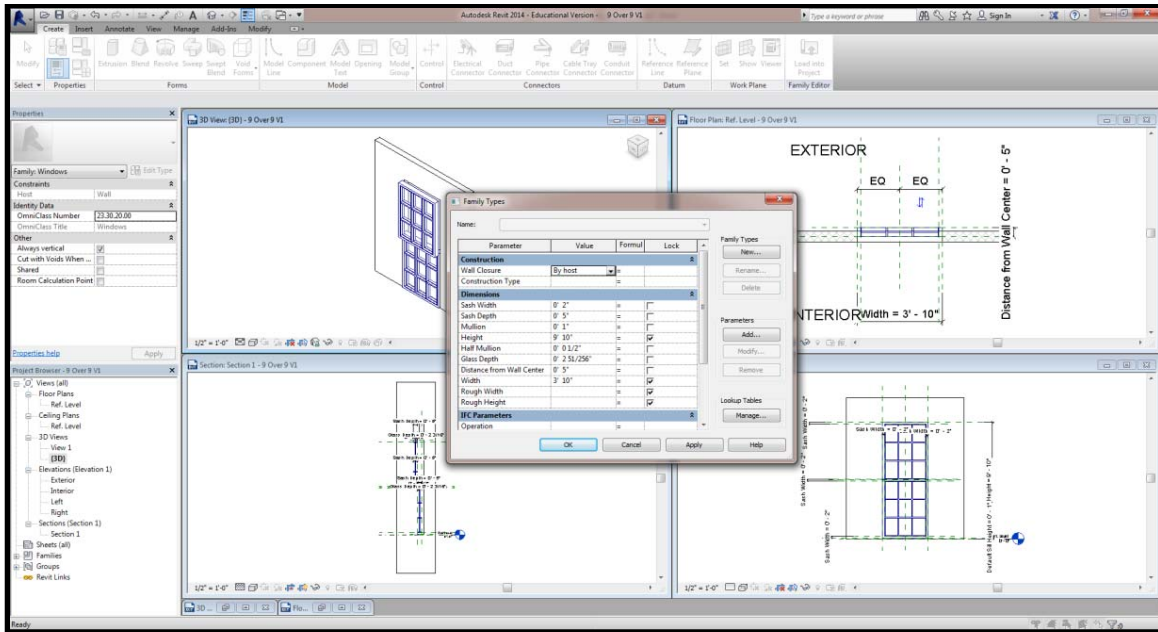 Autodesk Revit 2014 - Educational Version - 9 Over 9 V1
Type a keyword or phrase
Sign In
Create Insert Annotate View Manage Add-Ins Modify
Modify
Extrusion Blend Revolve Sweep Swept Blend Void Forms
Model Line Component Model Text Opening Model Group
Control
Electrical Connector Duct Connector Pipe Connector Cable Tray Connector Conduit Connector
Reference Line Reference Plane
Set Show Viewer
Load into Project
Select Properties Forms Model Control Connectors Datum Work Plane Family Editor
Properties
Family: Windows
Edit Type
Constraints
Host Wall
Identity Data
OmniClass Number 23.30.20.00
OmniClass Title Windows
Other
Always vertical
Cut with Voids When ...
Shared
Room Calculation Point
Properties help
Apply
Project Browser - 9 Over 9 V1
Views (all)
Floor Plans
Ref. Level
Ceiling Plans
Ref. Level
3D Views
View 1
{3D}
Elevations (Elevation 1)
Exterior
Interior
Left
Right
Sections (Section 1)
Section 1
Sheets (all)
Families
Groups
Revit Links
Ready
3D View: {3D} - 9 Over 9 V1
1/2" = 1'-0"
Floor Plan: Ref. Level - 9 Over 9 V1
EXTERIOR
EQ EQ
Distance from Wall Center = 0' - 5"
NTERIOR
Width = 3' - 10"
Family Types
Name:
Parameter Value Formul Lock
Construction
Wall Closure By host =
Construction Type =
Dimensions
Sash Width 0' 2" =
Sash Depth 0' 5" =
Mullion 0' 1" =
Height 9' 10" =
Half Mullion 0' 0 1/2" =
Glass Depth 0' 2 51/256" =
Distance from Wall Center 0' 5" =
Width 3' 10" =
Rough Width =
Rough Height =
IFC Parameters
Operation =
Family Types
New...
Rename...
Delete
Parameters
Add...
Modify...
Remove
Lookup Tables
Manage...
OK Cancel Apply Help
Section: Section 1 - 9 Over 9 V1
1/2" = 1'-0"
Sash Width = 0' - 2"
Sash Width = 0' - 2"
1/2" = 1'-0"
3D ...
Flo...